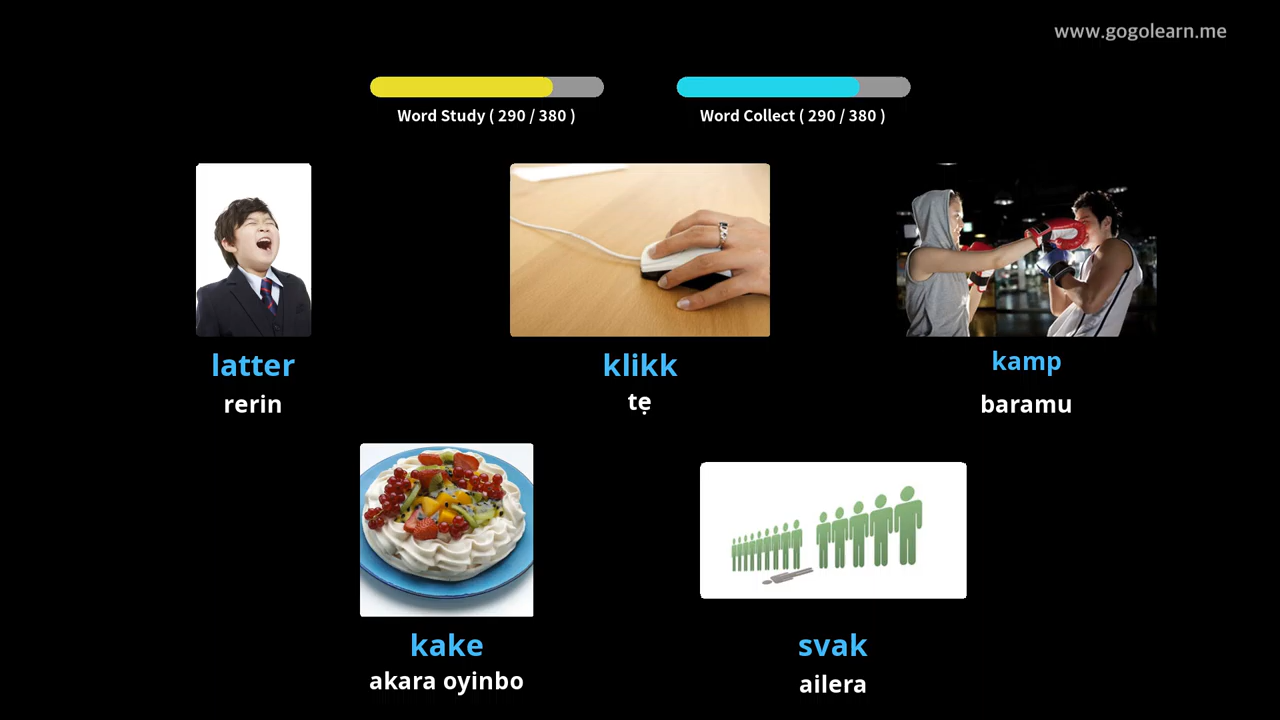 www.gogolearn.me
Word Study ( 290 / 380 )
Word Collect ( 290 / 380 )
latter
rerin
klikk
tẹ
kamp
baramu
kake
akara oyinbo
svak
ailera